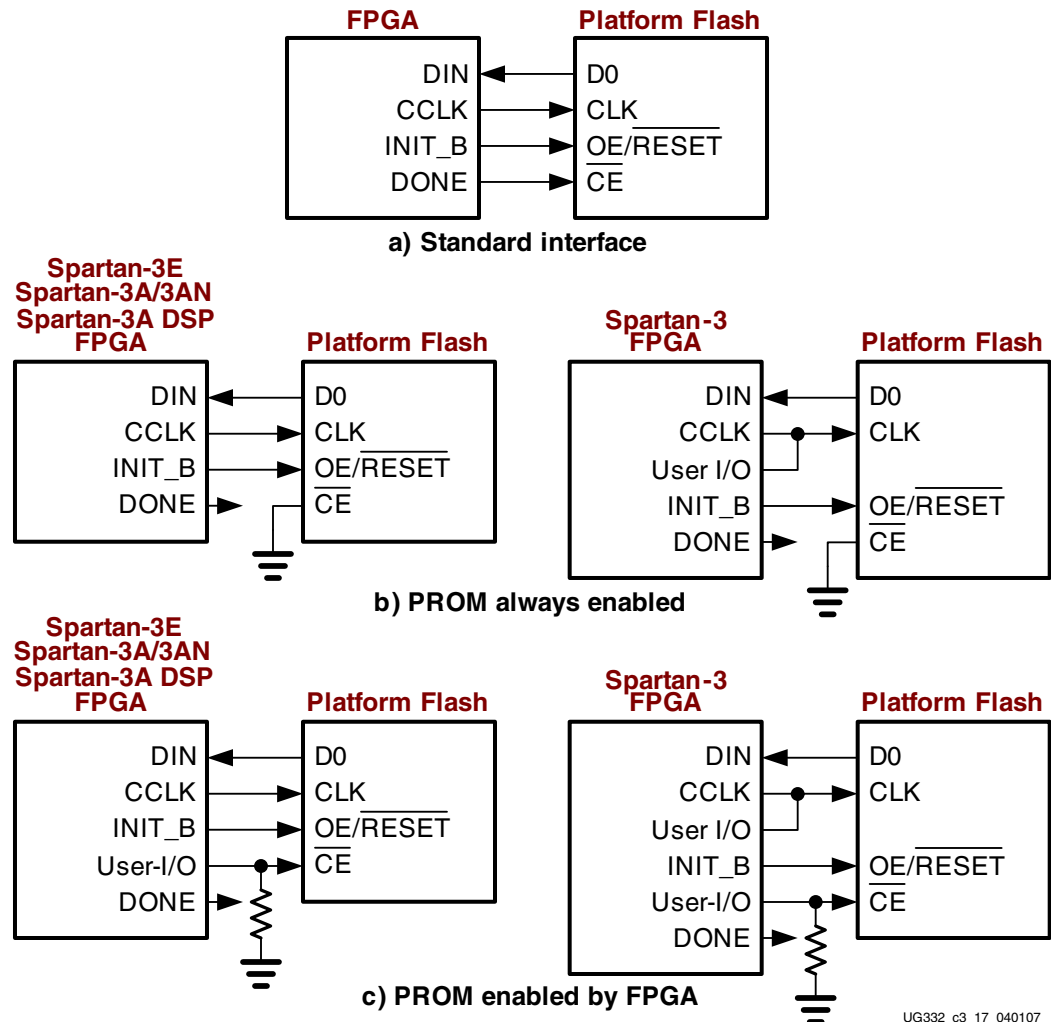 FPGA
Platform Flash
DIN
D0
CCLK
CLK
INIT_B
OE/RESET
DONE
CE
a) Standard interface
Spartan-3E
Spartan-3A/3AN
Spartan-3A DSP
FPGA
Platform Flash
DIN
D0
CCLK
CLK
INIT_B
OE/RESET
DONE
CE
Spartan-3
FPGA
Platform Flash
DIN
D0
CCLK
CLK
User I/O
INIT_B
OE/RESET
DONE
CE
b) PROM always enabled
Spartan-3E
Spartan-3A/3AN
Spartan-3A DSP
FPGA
Platform Flash
DIN
D0
CCLK
CLK
INIT_B
OE/RESET
User-I/O
CE
DONE
Spartan-3
FPGA
Platform Flash
DIN
D0
CCLK
CLK
User I/O
INIT_B
OE/RESET
User-I/O
CE
DONE
c) PROM enabled by FPGA
UG332_c3_17_040107